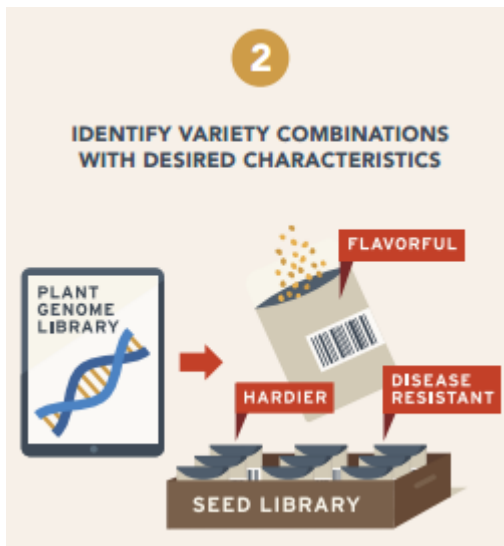 2
IDENTIFY VARIETY COMBINATIONS
WITH DESIRED CHARACTERISTICS
FLAVORFUL
PLANT
GENOME
LIBRARY
HARDIER
DISEASE
RESISTANT
SEED LIBRARY